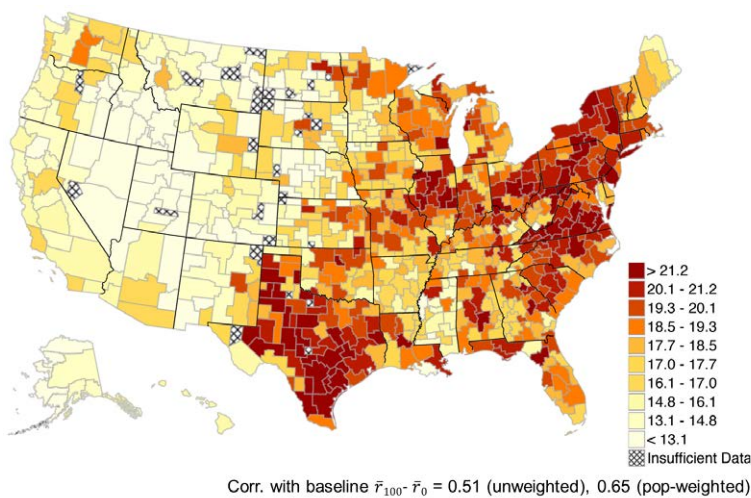 > 21.2
20.1 - 21.2
19.3 - 20.1
18.5 - 19.3
17.7 - 18.5
17.0 - 17.7
16.1 - 17.0
14.8 - 16.1
13.1 - 14.8
< 13.1
Insufficient Data
Corr. with baseline r̄₁₀₀- r̄₀ = 0.51 (unweighted), 0.65 (pop-weighted)